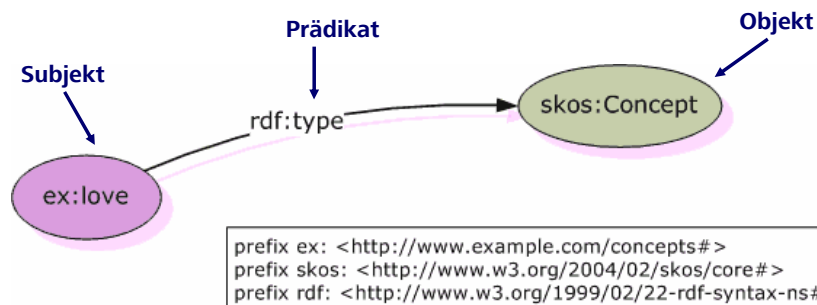 Prädikat
Objekt
Subjekt
skos:Concept
rdf:type
ex:love
prefix ex: <http://www.example.com/concepts#>
prefix skos: <http://www.w3.org/2004/02/skos/core#>
prefix rdf: <http://www.w3.org/1999/02/22-rdf-syntax-ns#